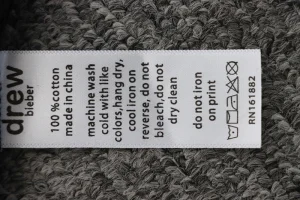 drew
bieber
100 %cotton
made in china
machine wash
cold with like
colors,hang dry,
cool iron on
reverse, do not
bleach,do not
dry clean
do not iron
on print
RN161882